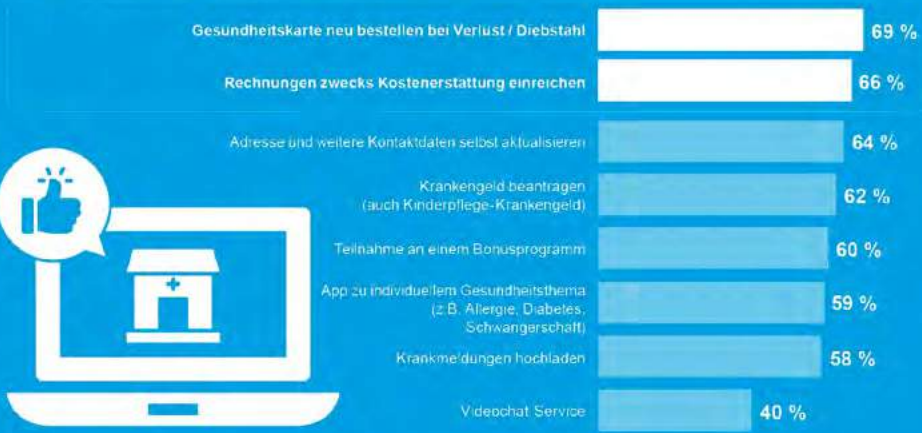 Gesundheitskarte neu bestellen bei Verlust / Diebstahl 69 %
Rechnungen zwecks Kostenerstattung einreichen 66 %
Adresse und weitere Kontaktdaten selbst aktualisieren 64 %
Krankengeld beantragen
(auch Kinderpflege-Krankengeld) 62 %
Teilnahme an einem Bonusprogramm 60 %
App zu individuellem Gesundheitsthema
(z.B. Allergie, Diabetes, 59 %
Schwangerschaft)
Krankmeldungen hochladen 58 %
Videochat Service 40 %